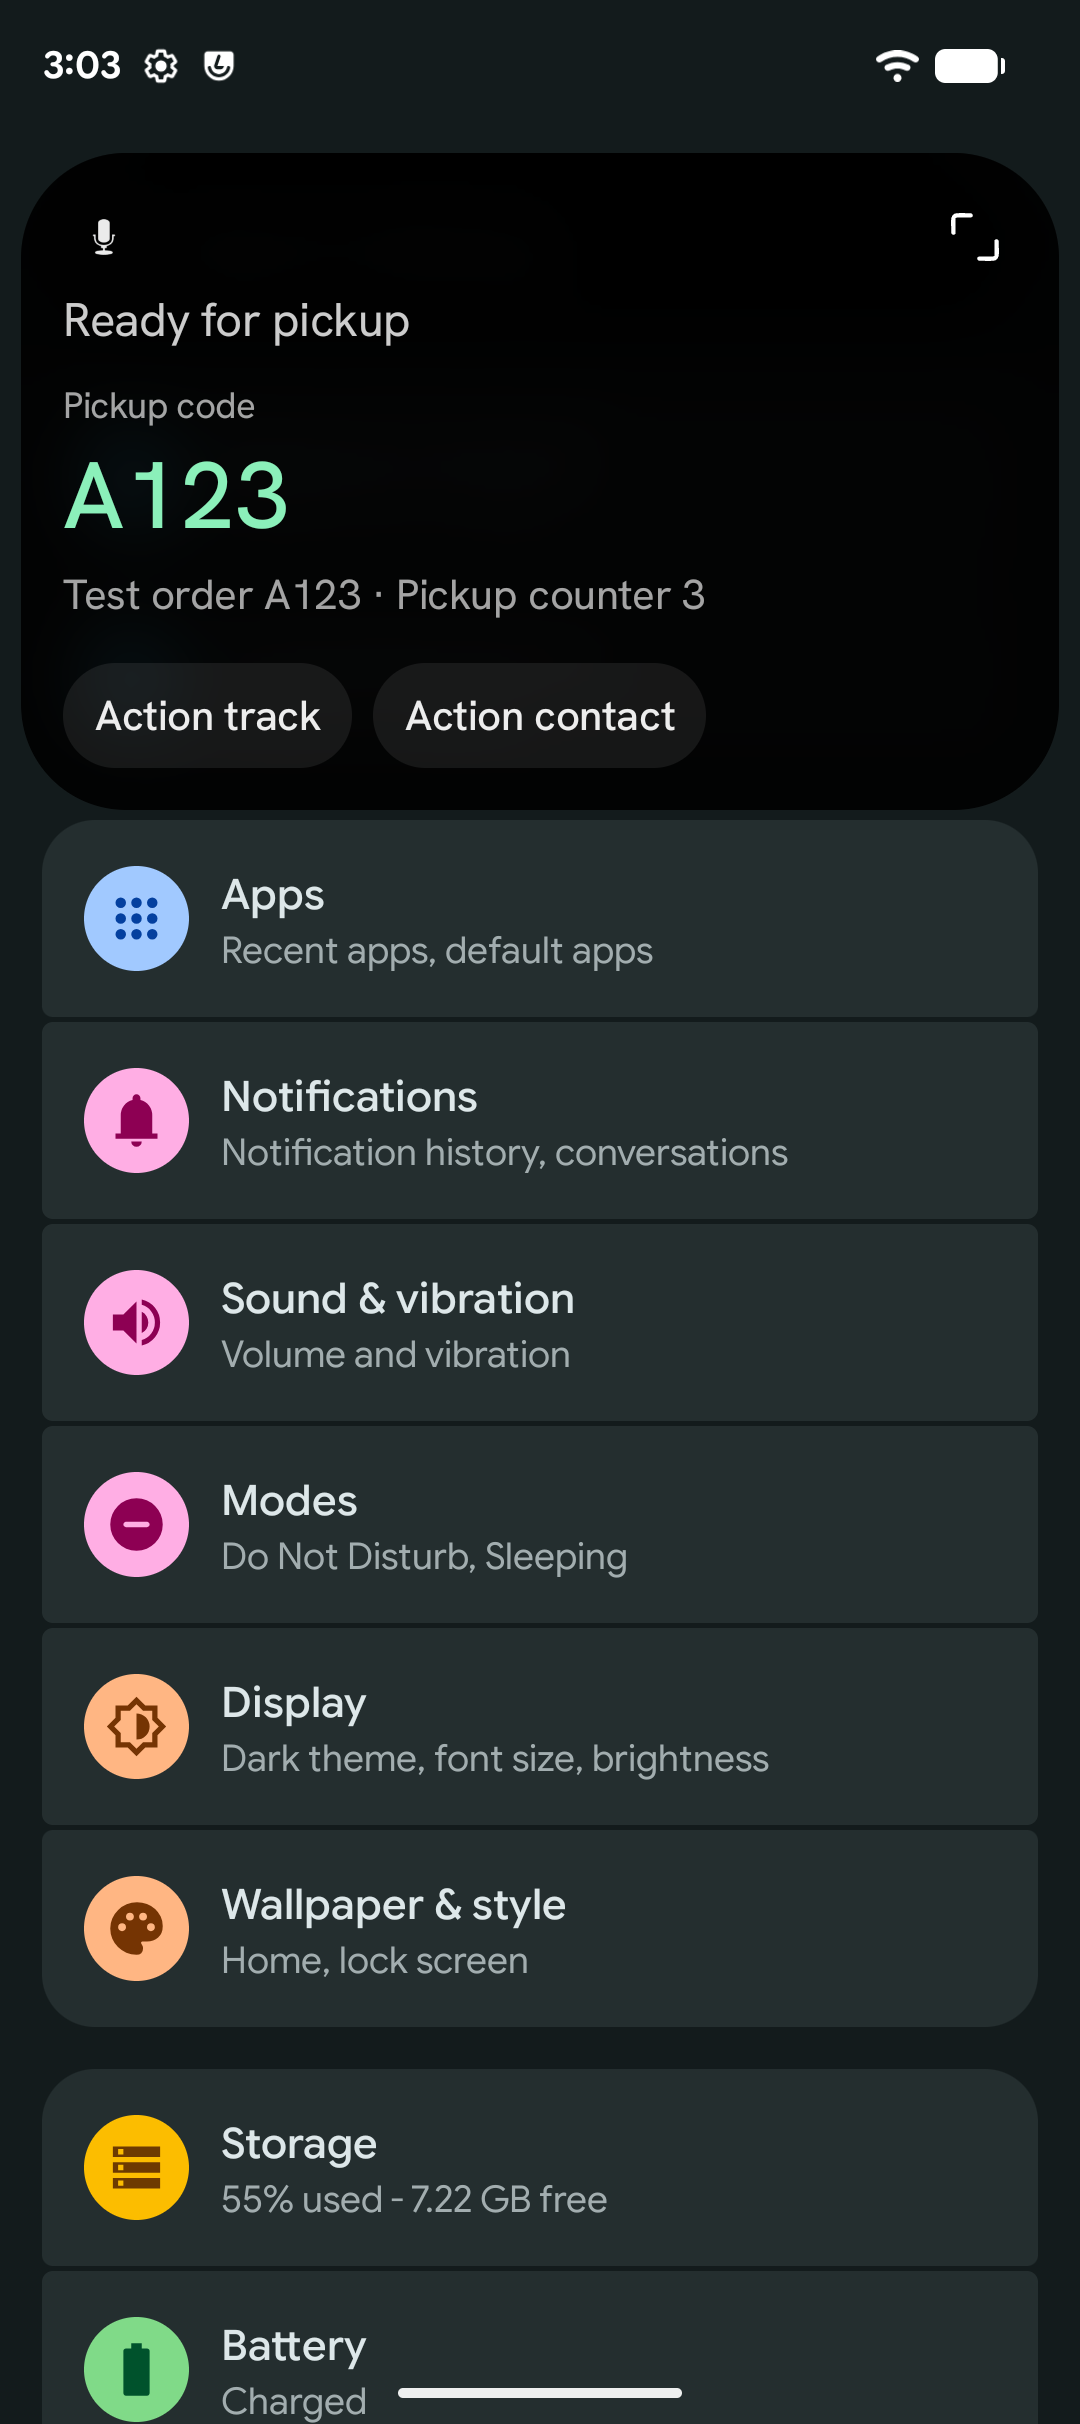 3:03
Ready for pickup
Pickup code
A123
Test order A123 · Pickup counter 3
Action track
Action contact
Apps
Recent apps, default apps
Notifications
Notification history, conversations
Sound & vibration
Volume and vibration
Modes
Do Not Disturb, Sleeping
Display
Dark theme, font size, brightness
Wallpaper & style
Home, lock screen
Storage
55% used - 7.22 GB free
Battery
Charged